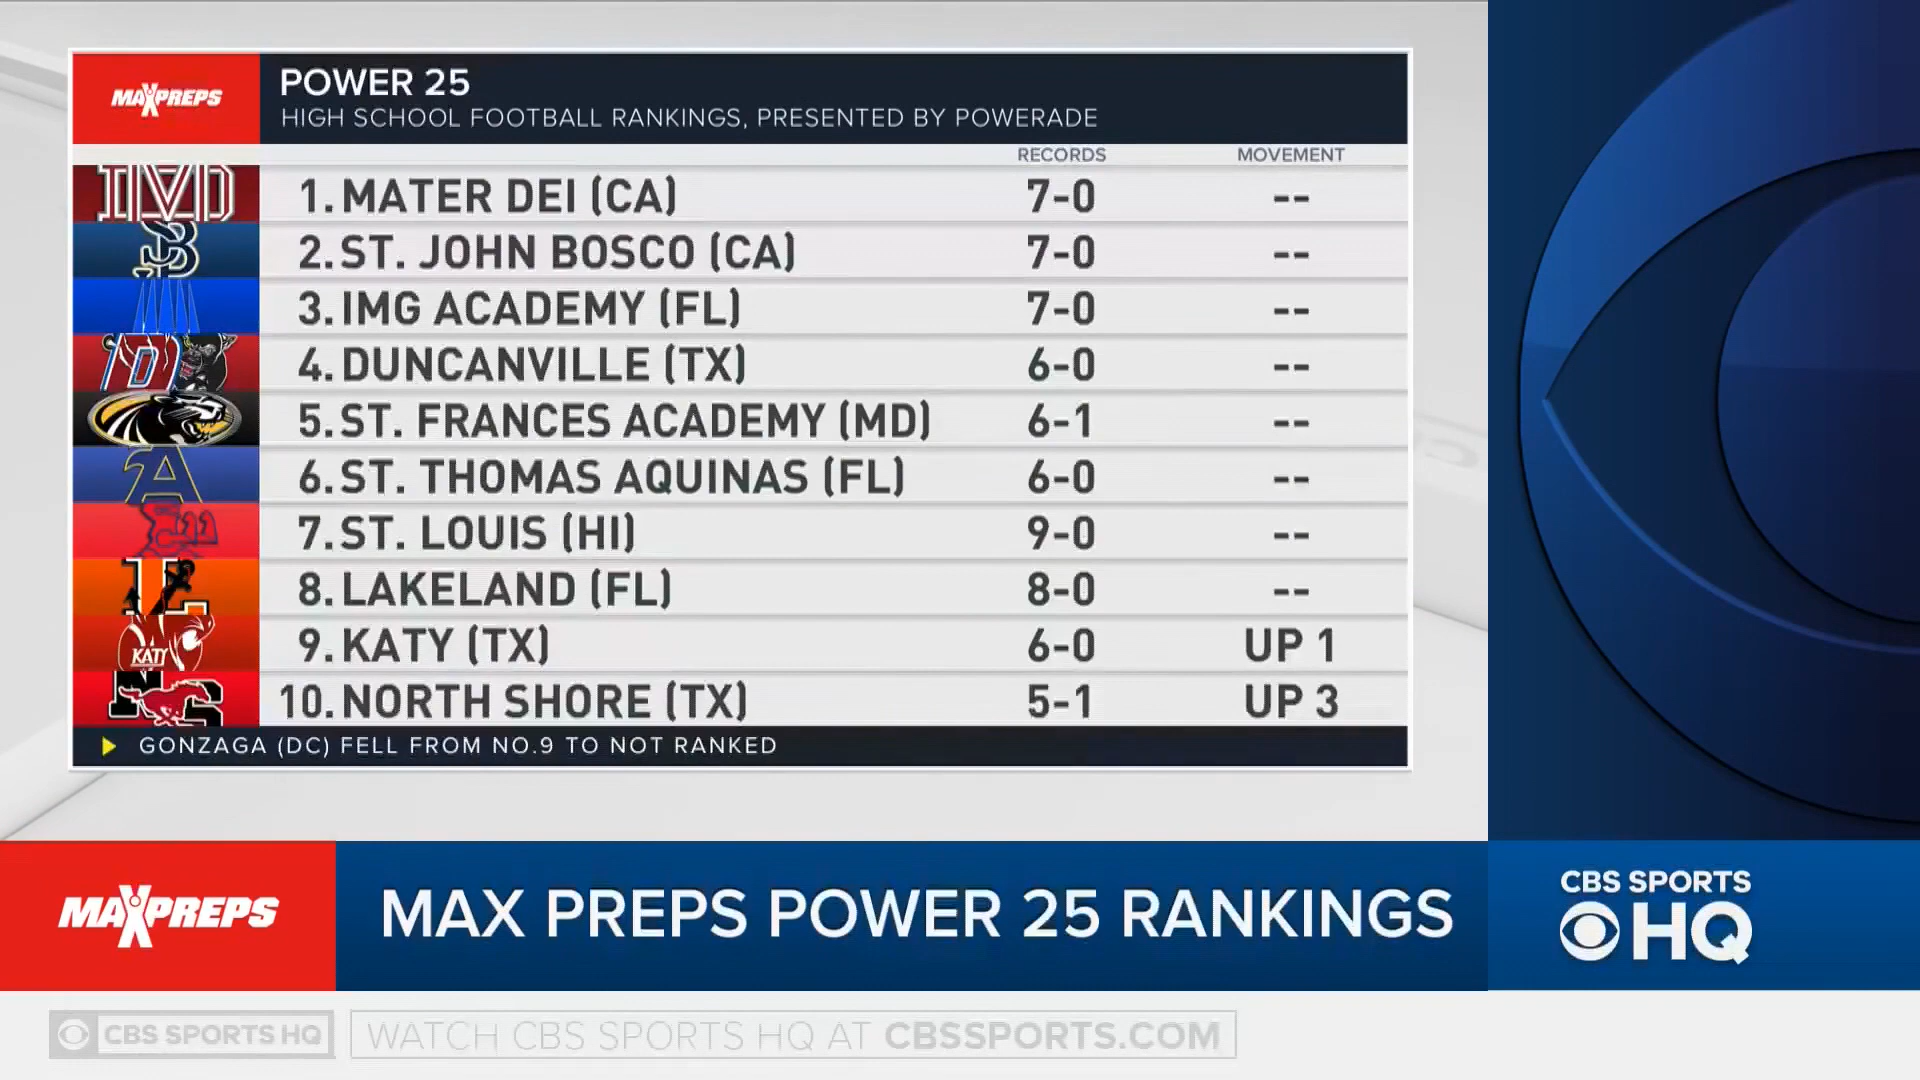 MAXPREPS
POWER 25
HIGH SCHOOL FOOTBALL RANKINGS, PRESENTED BY POWERADE
RECORDS MOVEMENT
1. MATER DEI (CA) 7-0 --
2. ST. JOHN BOSCO (CA) 7-0 --
3. IMG ACADEMY (FL) 7-0 --
4. DUNCANVILLE (TX) 6-0 --
5. ST. FRANCES ACADEMY (MD) 6-1 --
6. ST. THOMAS AQUINAS (FL) 6-0 --
7. ST. LOUIS (HI) 9-0 --
8. LAKELAND (FL) 8-0 --
KATY 9. KATY (TX) 6-0 UP 1
10. NORTH SHORE (TX) 5-1 UP 3
GONZAGA (DC) FELL FROM NO.9 TO NOT RANKED
MAXPREPS
MAX PREPS POWER 25 RANKINGS
CBS SPORTS
HQ
CBS SPORTS HQ
WATCH CBS SPORTS HQ AT CBSSPORTS.COM